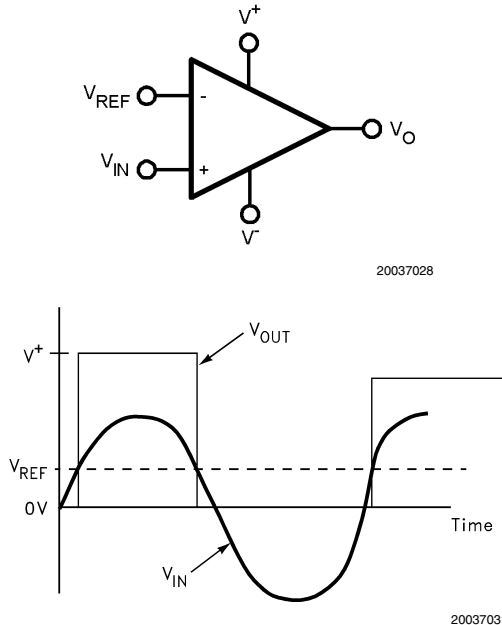 V+
VREF
-
VIN
+
VO
V-
20037028
V+
VOUT
VREF
0V
Time
VIN
2003703